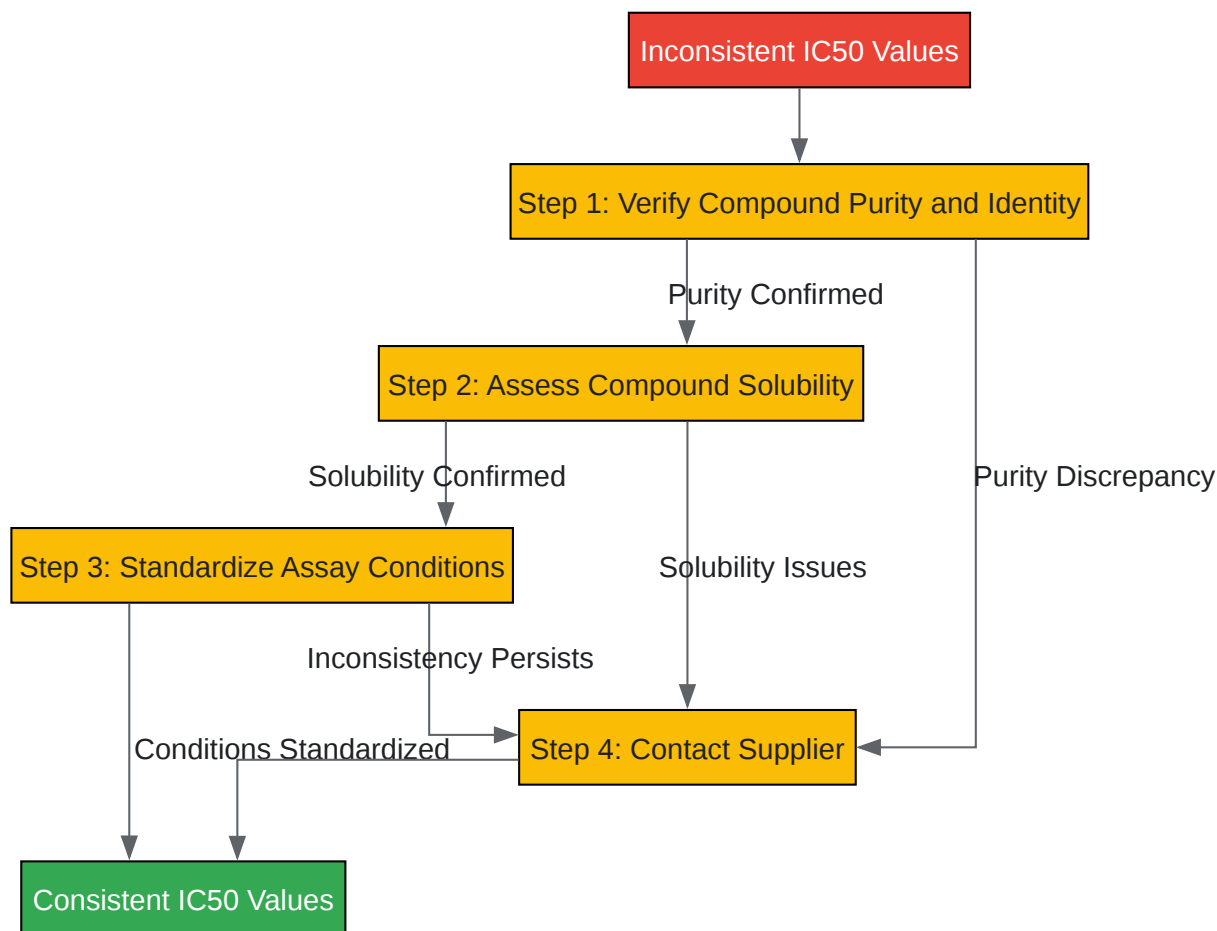 Inconsistent IC50 Values
Step 1: Verify Compound Purity and Identity
Purity Confirmed
Step 2: Assess Compound Solubility
Solubility Confirmed
Purity Discrepancy
Step 3: Standardize Assay Conditions
Solubility Issues
Inconsistency Persists
Conditions Standardized
Step 4: Contact Supplier
Consistent IC50 Values